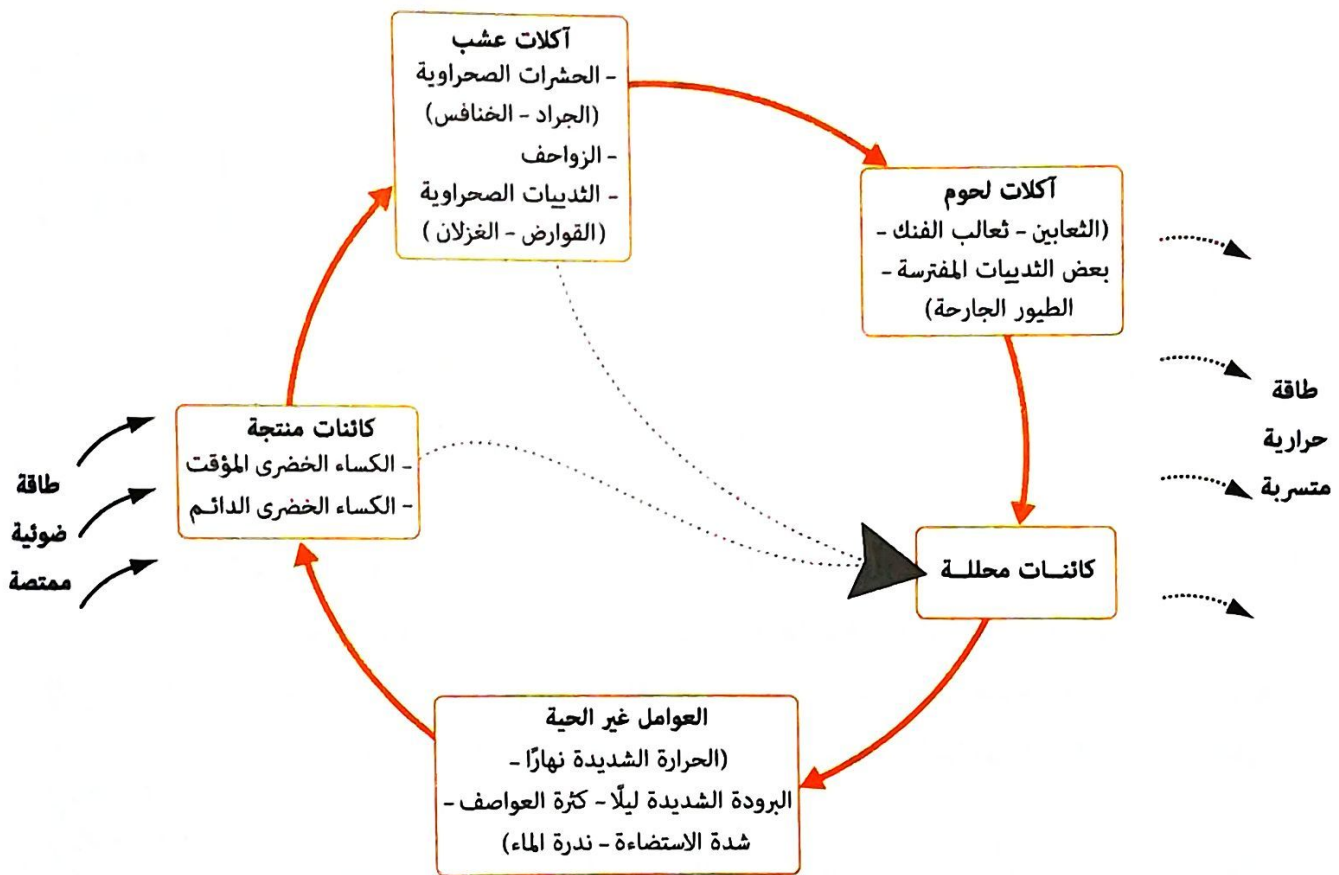 آكلات عشب
- الحشرات الصحراوية
(الجراد - الخنافس)
- الزواحف
- الثدييات الصحراوية
(القوارض - الغزلان )
آكلات لحوم
(الثعابين - ثعالب الفنك -
بعض الثدييات المفترسة -
الطيور الجارحة)
طاقة
حرارية
متسربة
كائنات منتجة
- الكساء الخضرى المؤقت
- الكساء الخضرى الدائم
طاقة
ضوئية
ممتصة
كائنات محللة
العوامل غير الحية
(الحرارة الشديدة نهارًا -
البرودة الشديدة ليلًا - كثرة العواصف -
شدة الاستضاءة - ندرة الماء)